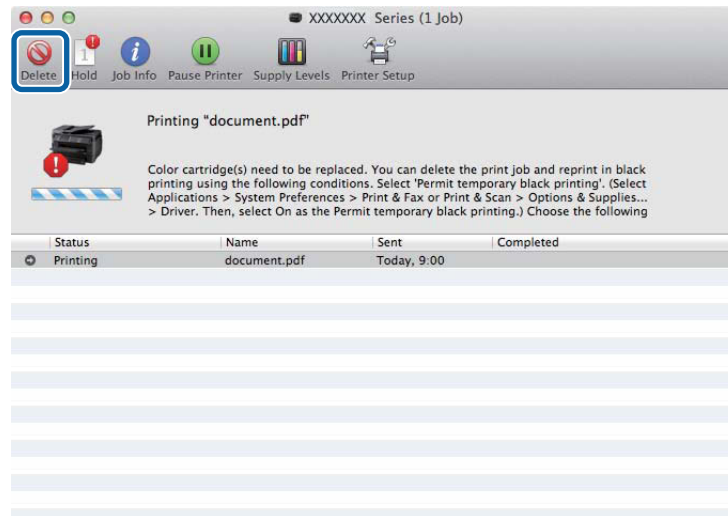 XXXXXXX Series (1 Job)
1
i
Delete Hold Job Info Pause Printer Supply Levels Printer Setup
Printing "document.pdf"
Color cartridge(s) need to be replaced. You can delete the print job and reprint in black
printing using the following conditions. Select 'Permit temporary black printing'. (Select
Applications > System Preferences > Print & Fax or Print & Scan > Options & Supplies...
> Driver. Then, select On as the Permit temporary black printing.) Choose the following
Status Name Sent Completed
Printing document.pdf Today, 9:00